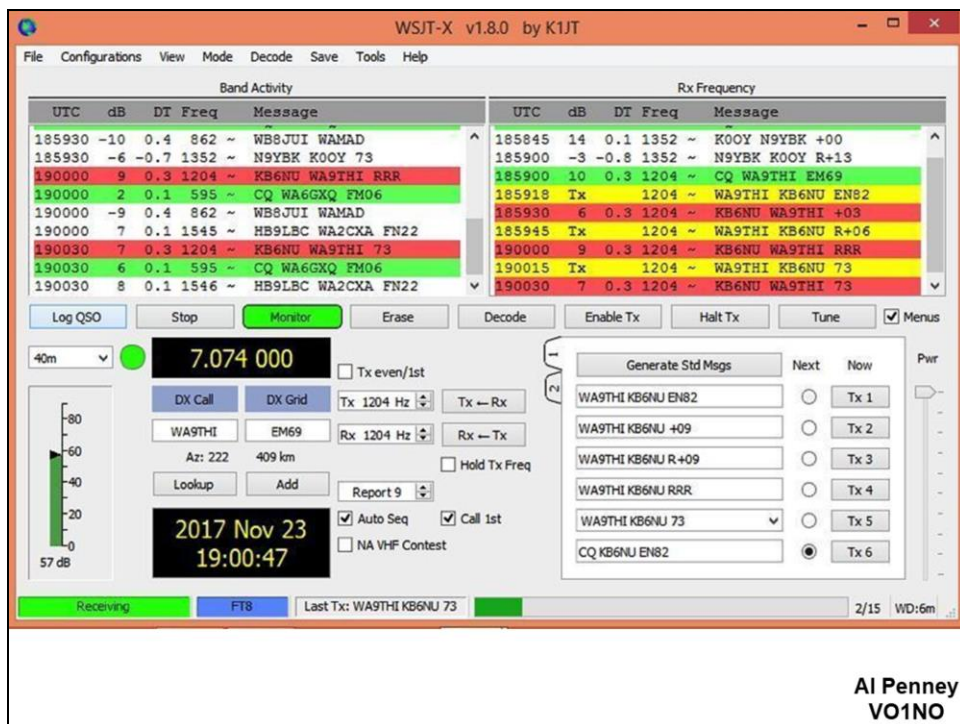 WSJT-X v1.8.0 by K1JT
File Configurations View Mode Decode Save Tools Help
Band Activity
UTC dB DT Freq Message
185930 -10 0.4 862 ~ WB8JUI WAMAD
185930 -6 -0.7 1352 ~ N9YBK K0OY 73
190000 9 0.3 1204 ~ KB6NU WA9THI RRR
190000 2 0.1 595 ~ CQ WA6GXQ FM06
190000 -9 0.4 862 ~ WB8JUI WAMAD
190000 7 0.1 1545 ~ HB9LBC WA2CXA FN22
190030 7 0.3 1204 ~ KB6NU WA9THI 73
190030 6 0.1 595 ~ CQ WA6GXQ FM06
190030 8 0.1 1546 ~ HB9LBC WA2CXA FN22
Rx Frequency
UTC dB DT Freq Message
185845 14 0.1 1352 ~ K0OY N9YBK +00
185900 -3 -0.8 1352 ~ N9YBK K0OY R+13
185900 10 0.3 1204 ~ CQ WA9THI EM69
185918 Tx 1204 ~ WA9THI KB6NU EN82
185930 6 0.3 1204 ~ KB6NU WA9THI +03
185945 Tx 1204 ~ WA9THI KB6NU R+06
190000 9 0.3 1204 ~ KB6NU WA9THI RRR
190015 Tx 1204 ~ WA9THI KB6NU 73
190030 7 0.3 1204 ~ KB6NU WA9THI 73
Log QSO Stop Monitor Erase Decode Enable Tx Halt Tx Tune Menus
40m
7.074 000
Tx even/1st
DX Call DX Grid
Tx 1204 Hz Tx ← Rx
WA9THI EM69
Rx 1204 Hz Rx ← Tx
Az: 222 409 km
Hold Tx Freq
Lookup Add
Report 9
2017 Nov 23
19:00:47
Auto Seq Call 1st
NA VHF Contest
-80
-60
-40
-20
0
57 dB
1
2
Generate Std Msgs Next Now
WA9THI KB6NU EN82 Tx 1
WA9THI KB6NU +09 Tx 2
WA9THI KB6NU R+09 Tx 3
WA9THI KB6NU RRR Tx 4
WA9THI KB6NU 73 Tx 5
CQ KB6NU EN82 Tx 6
Pwr
Receiving FT8 Last Tx: WA9THI KB6NU 73 2/15 WD:6m
Al Penney
VO1NO